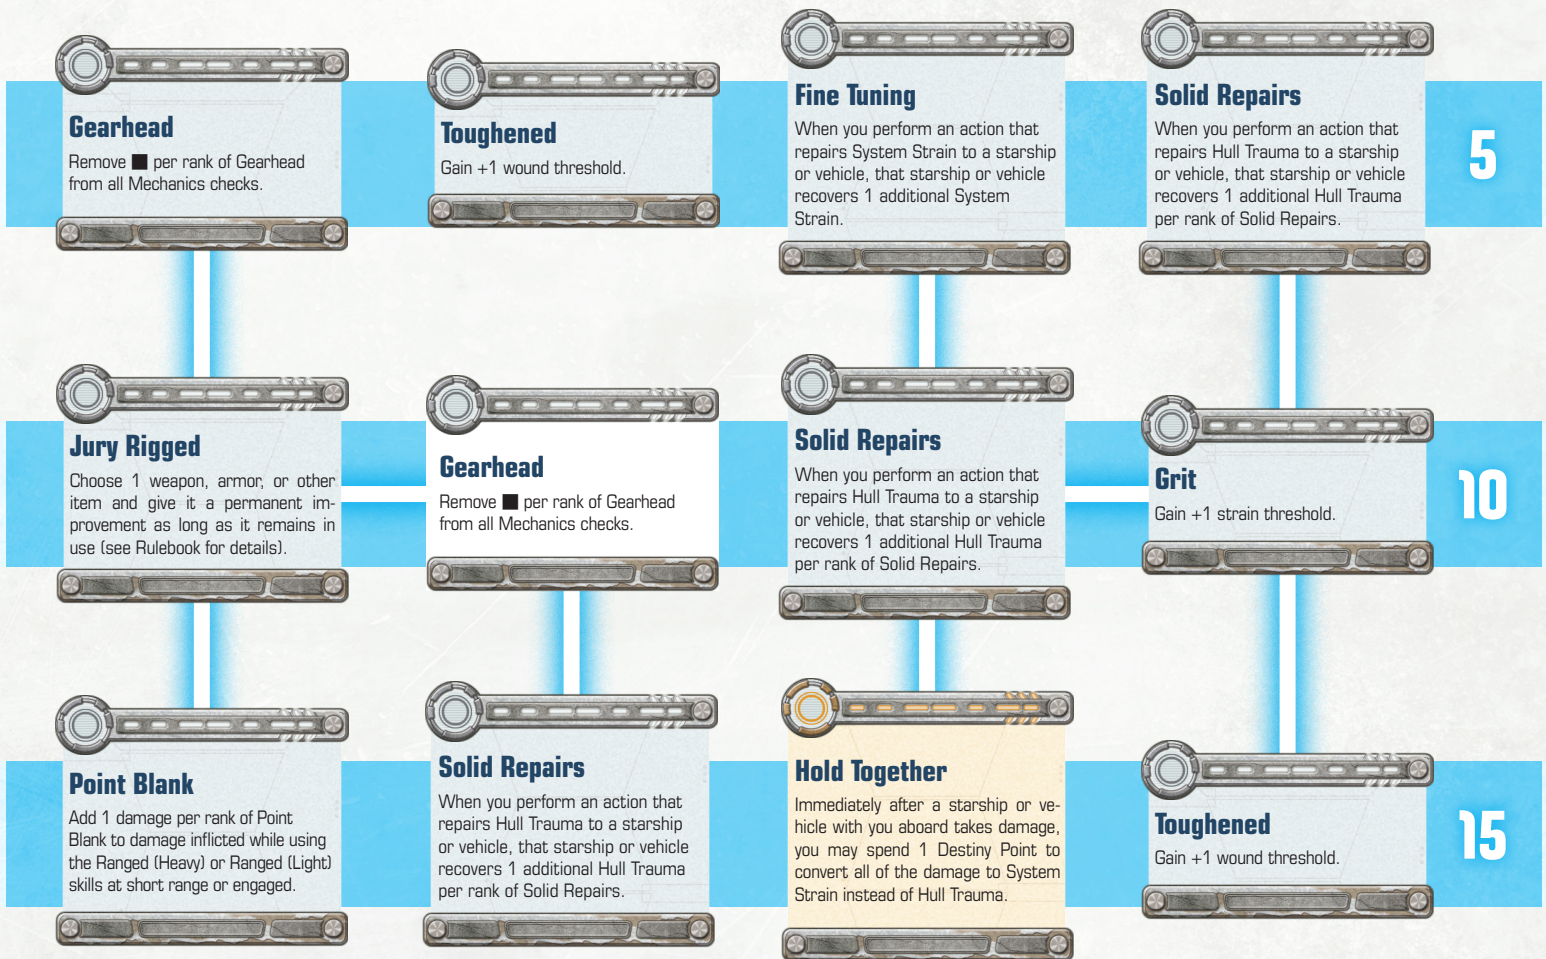 Gearhead
Remove ■ per rank of Gearhead
from all Mechanics checks.
Toughened
Gain +1 wound threshold.
Fine Tuning
When you perform an action that
repairs System Strain to a starship
or vehicle, that starship or vehicle
recovers 1 additional System
Strain.
Solid Repairs
When you perform an action that
repairs Hull Trauma to a starship
or vehicle, that starship or vehicle
recovers 1 additional Hull Trauma
per rank of Solid Repairs.
5
Jury Rigged
Choose 1 weapon, armor, or other
item and give it a permanent im-
provement as long as it remains in
use (see Rulebook for details).
Gearhead
Remove ■ per rank of Gearhead
from all Mechanics checks.
Solid Repairs
When you perform an action that
repairs Hull Trauma to a starship
or vehicle, that starship or vehicle
recovers 1 additional Hull Trauma
per rank of Solid Repairs.
Grit
Gain +1 strain threshold.
10
Point Blank
Add 1 damage per rank of Point
Blank to damage inflicted while using
the Ranged (Heavy) or Ranged (Light)
skills at short range or engaged.
Solid Repairs
When you perform an action that
repairs Hull Trauma to a starship
or vehicle, that starship or vehicle
recovers 1 additional Hull Trauma
per rank of Solid Repairs.
Hold Together
Immediately after a starship or ve-
hicle with you aboard takes damage,
you may spend 1 Destiny Point to
convert all of the damage to System
Strain instead of Hull Trauma.
Toughened
Gain +1 wound threshold.
15